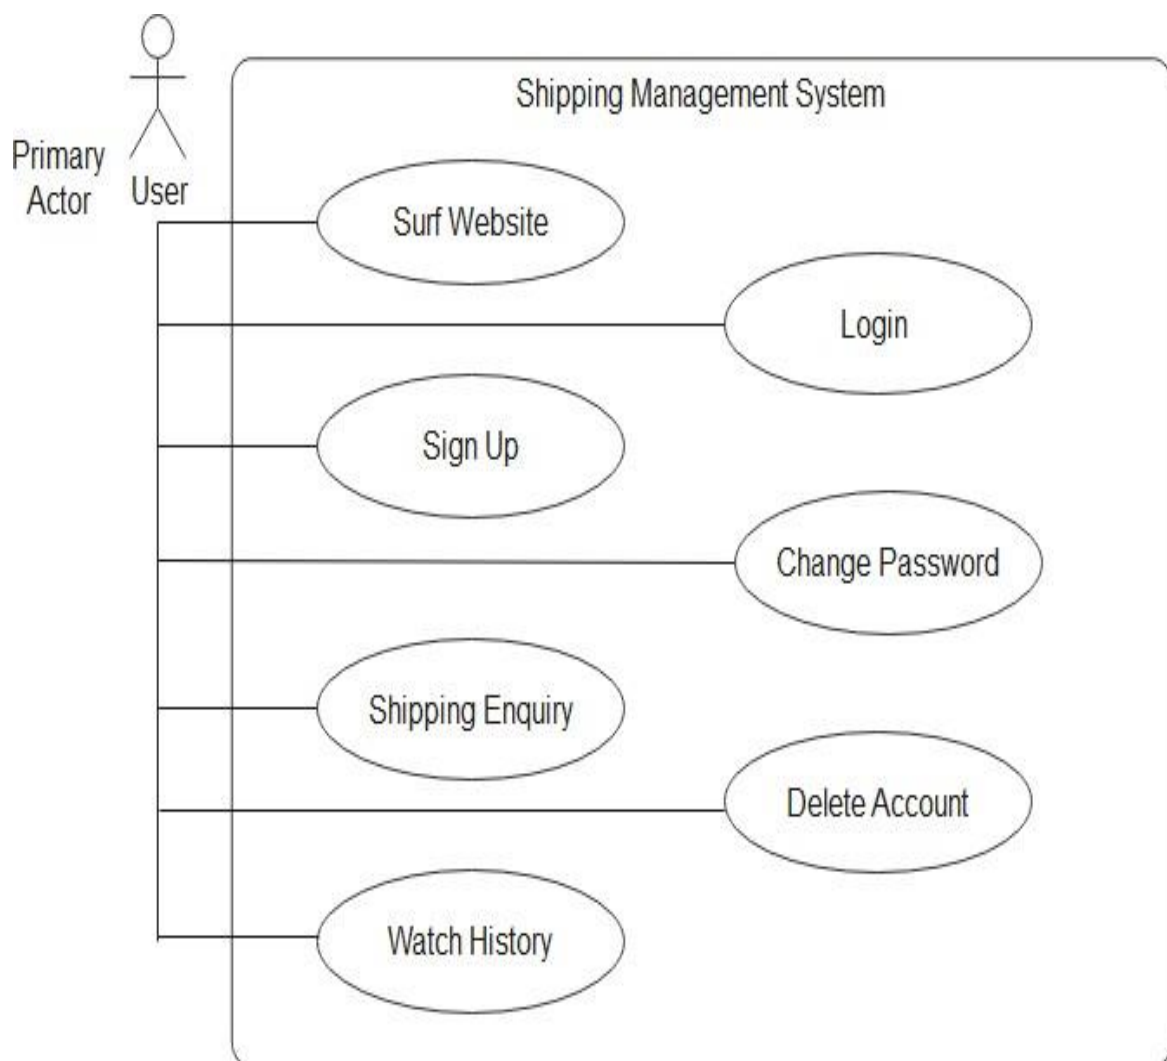 Shipping Management System
Primary
Actor
User
Surf Website
Login
Sign Up
Change Password
Shipping Enquiry
Delete Account
Watch History